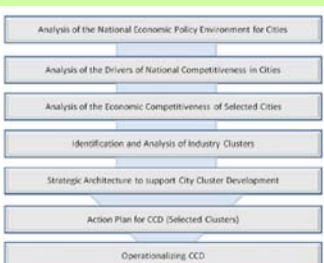 Analysis of the National Economic Policy Environment for Cities
Analysis of the Drivers of National Competitiveness in Cities
Analysis of the Economic Competitiveness of Selected Cities
Identification and Analysis of Industry Clusters
Strategic Architecture to support City Cluster Development
Action Plan for CCD (Selected Clusters)
Operationalizing CCD